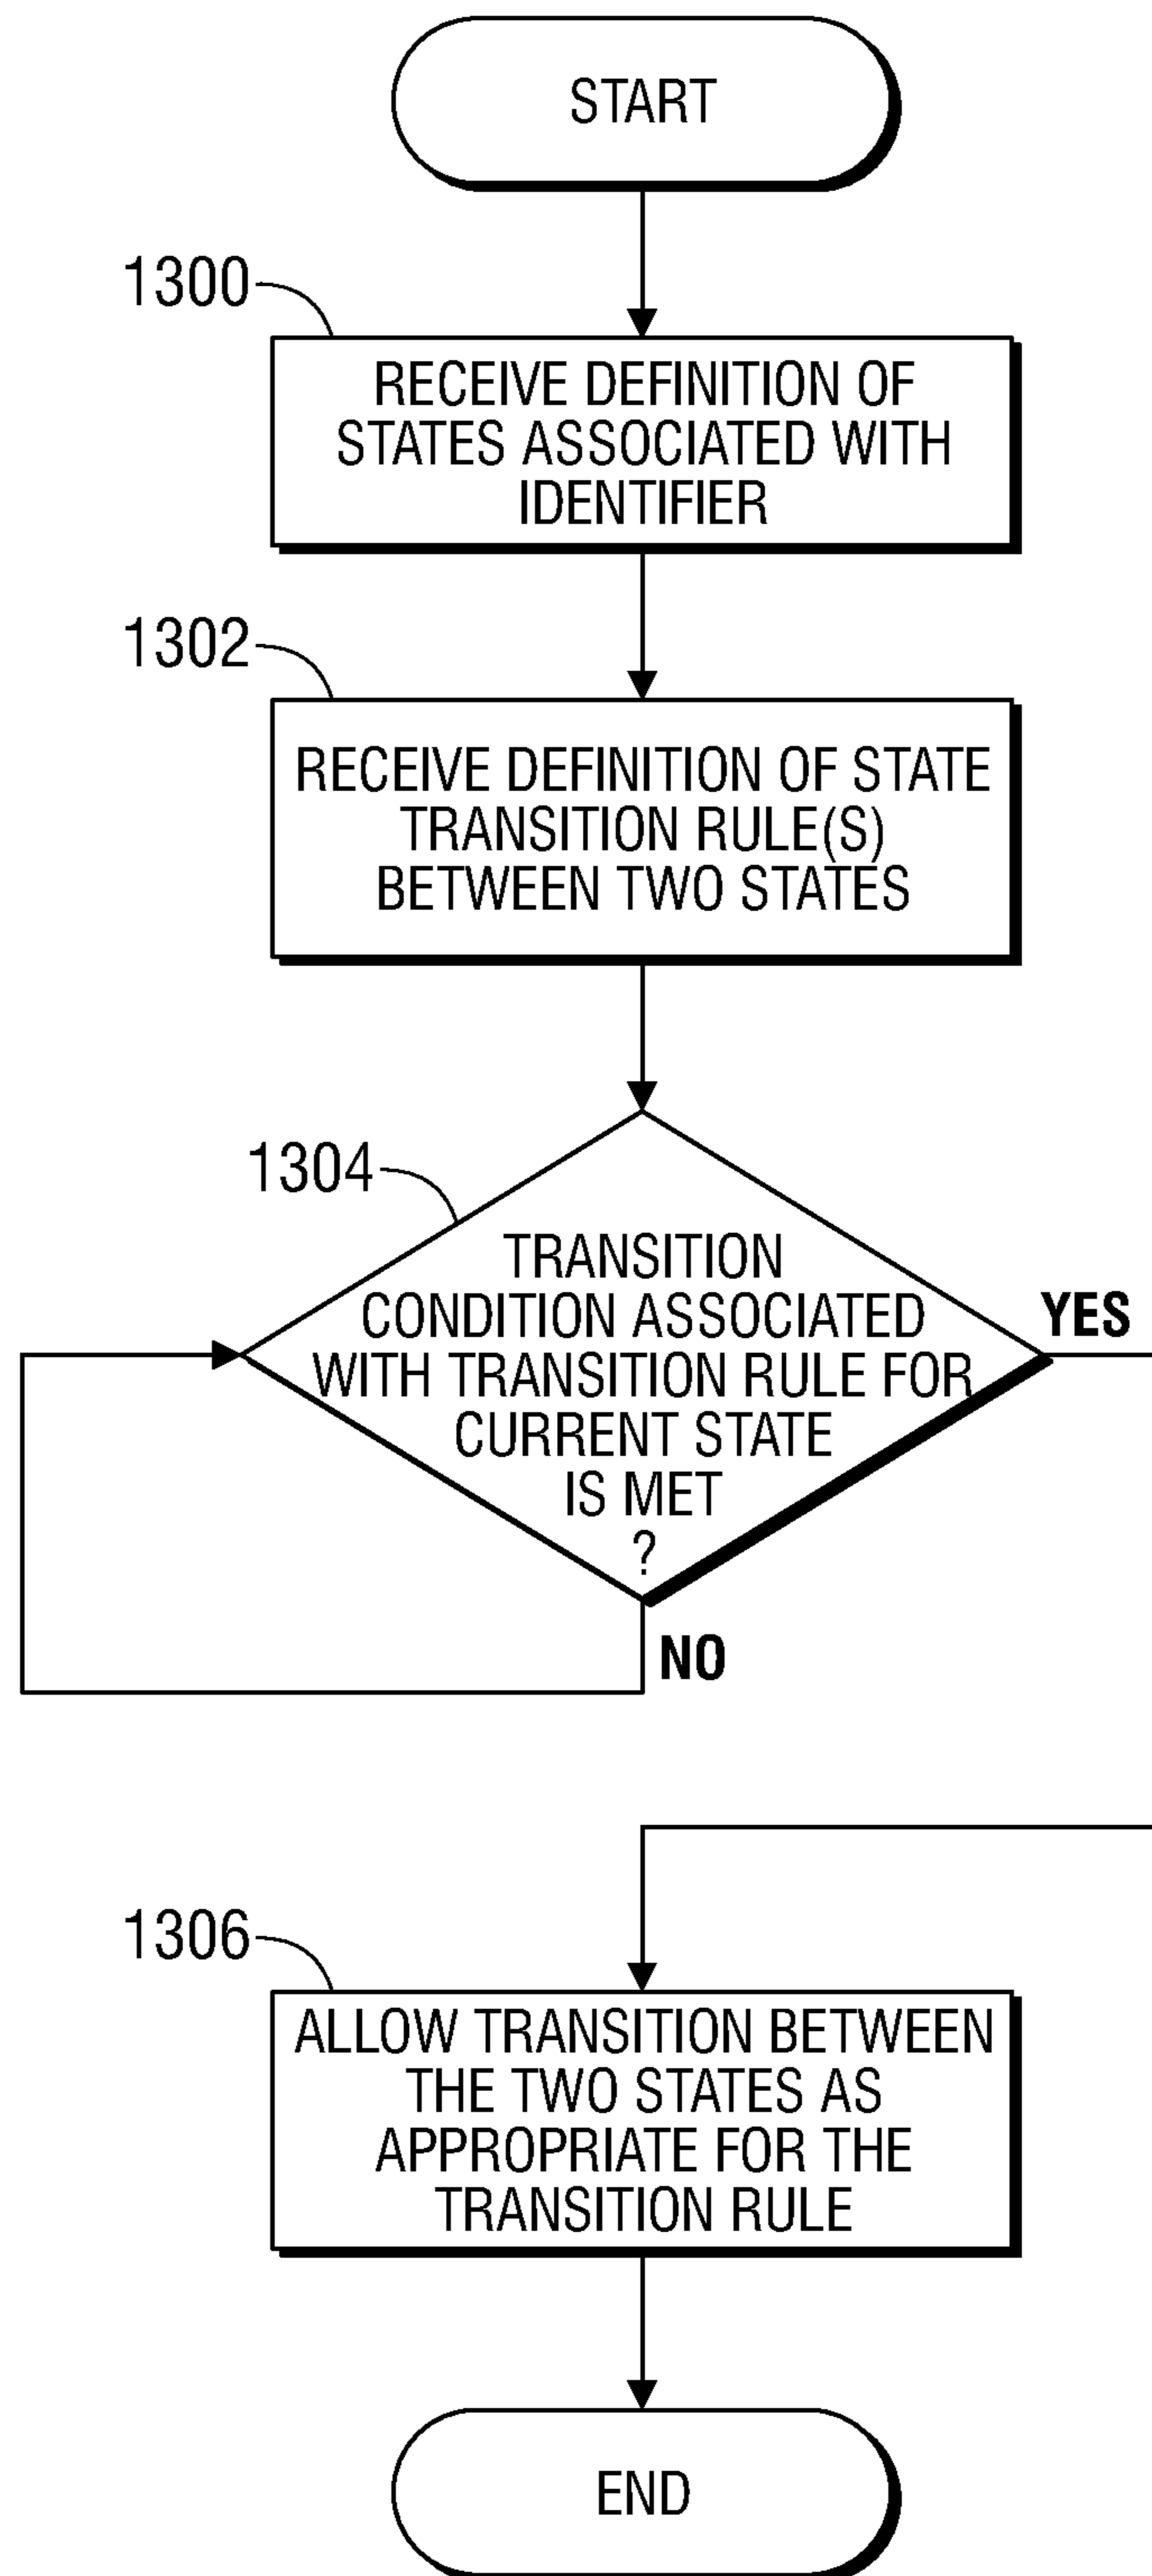 START
1300
RECEIVE DEFINITION OF
STATES ASSOCIATED WITH
IDENTIFIER
1302
RECEIVE DEFINITION OF STATE
TRANSITION RULE(S)
BETWEEN TWO STATES
1304
TRANSITION
CONDITION ASSOCIATED
WITH TRANSITION RULE FOR
CURRENT STATE
IS MET
?
YES
NO
1306
ALLOW TRANSITION BETWEEN
THE TWO STATES AS
APPROPRIATE FOR THE
TRANSITION RULE
END